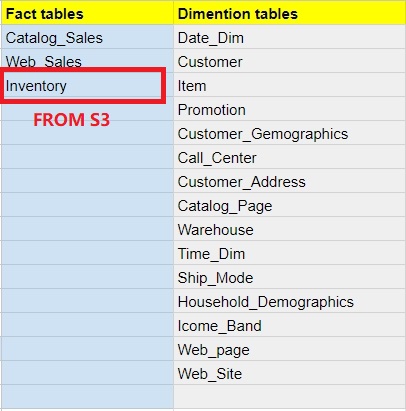 Fact tables Dimention tables
Catalog_Sales Date_Dim
Web_Sales Customer
Inventory Item
FROM S3 Promotion
Customer_Gemographics
Call_Center
Customer_Address
Catalog_Page
Warehouse
Time_Dim
Ship_Mode
Household_Demographics
Icome_Band
Web_page
Web_Site